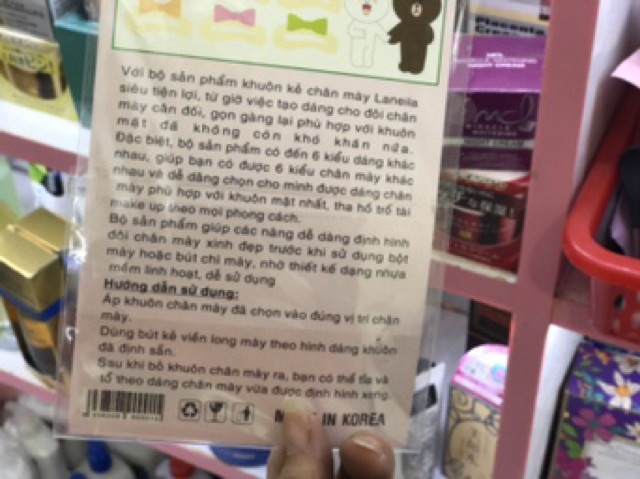 Với bộ sản phẩm khuôn kẻ chân mày Laneila
siêu tiện lợi, từ giờ việc tạo dáng cho đôi chân
mày cân đối, gọn gàng lại phù hợp với khuôn
mặt đã không còn khó khăn nữa.
Đặc biệt, bộ sản phẩm có đến 6 kiểu dáng khác
nhau, giúp bạn có được 6 kiểu chân mày khác
nhau và dễ dàng chọn cho mình được dáng chân
mày phù hợp với khuôn mặt nhất, tha hồ trổ tài
make up theo mọi phong cách.
Bộ sản phẩm giúp các nàng dễ dàng định hình
đôi chân mày xinh đẹp trước khi sử dụng bột
mày hoặc bút chì mày, nhờ thiết kế dạng nhựa
mềm linh hoạt, dễ sử dụng
Hướng dẫn sử dụng:
Áp khuôn chân mày đã chọn vào đúng vị trí chân
mày.
Dùng bút kẻ viền long mày theo hình dáng khuôn
đã định sẵn.
Sau khi bỏ khuôn chân mày ra, bạn có thể tỉa và
tô theo dáng chân mày vừa được định hình xong.
IN KOREA
Placenta
NIGHT CREAM
MIRACLE